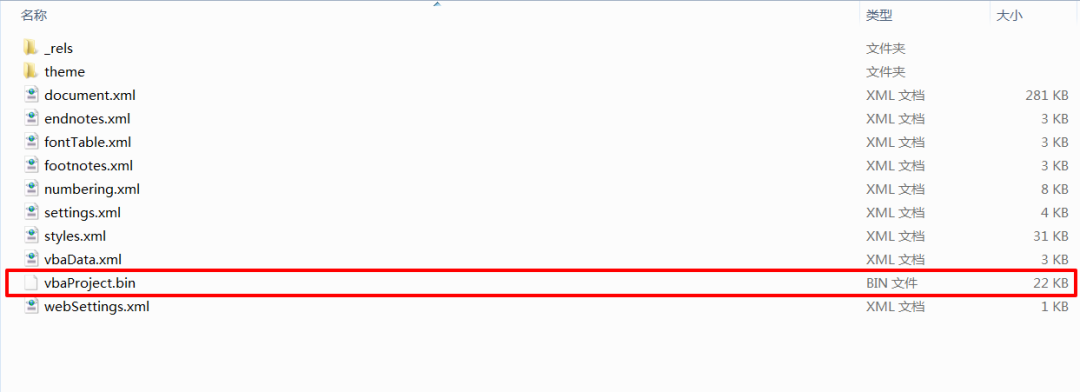 名称 类型 大小
_rels 文件夹
theme 文件夹
document.xml XML 文档 281 KB
endnotes.xml XML 文档 3 KB
fontTable.xml XML 文档 3 KB
footnotes.xml XML 文档 3 KB
numbering.xml XML 文档 8 KB
settings.xml XML 文档 4 KB
styles.xml XML 文档 31 KB
vbaData.xml XML 文档 3 KB
vbaProject.bin BIN 文件 22 KB
webSettings.xml XML 文档 1 KB